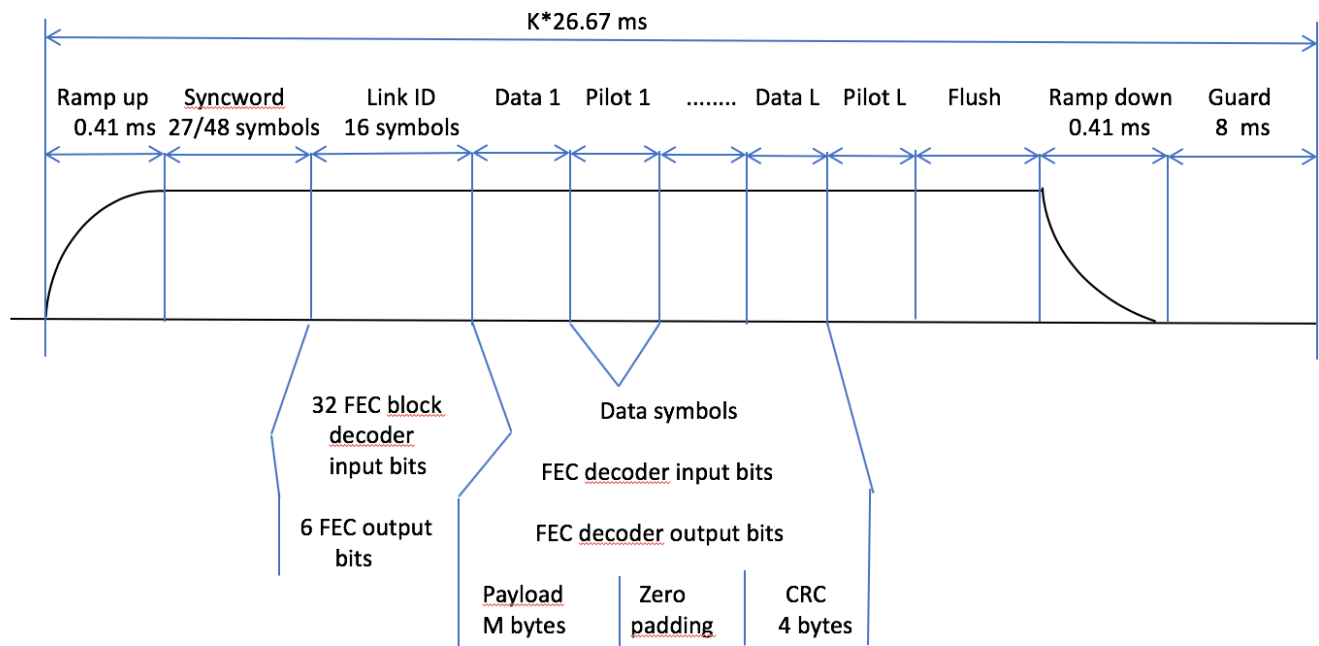 K*26.67 ms
Ramp up Syncword Link ID Data 1 Pilot 1 ........ Data L Pilot L Flush Ramp down Guard
0.41 ms 27/48 symbols 16 symbols 0.41 ms 8 ms
32 FEC block
decoder
input bits
Data symbols
FEC decoder input bits
6 FEC output
bits
FEC decoder output bits
Payload Zero CRC
M bytes padding 4 bytes